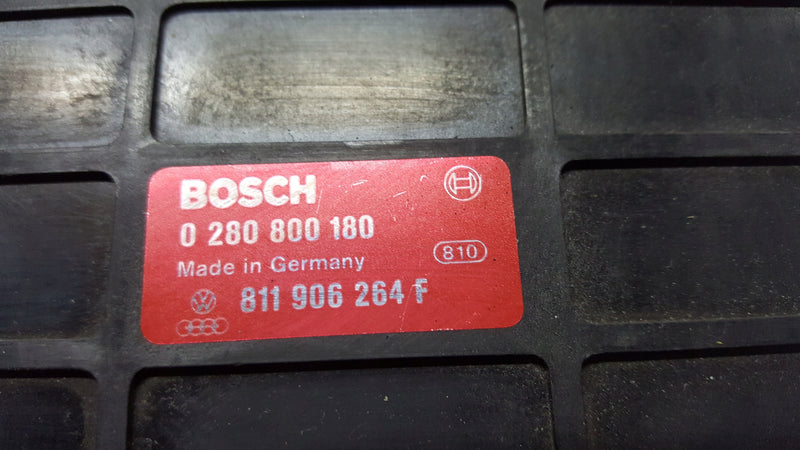 BOSCH
0 280 800 180
Made in Germany
810
811 906 264 F